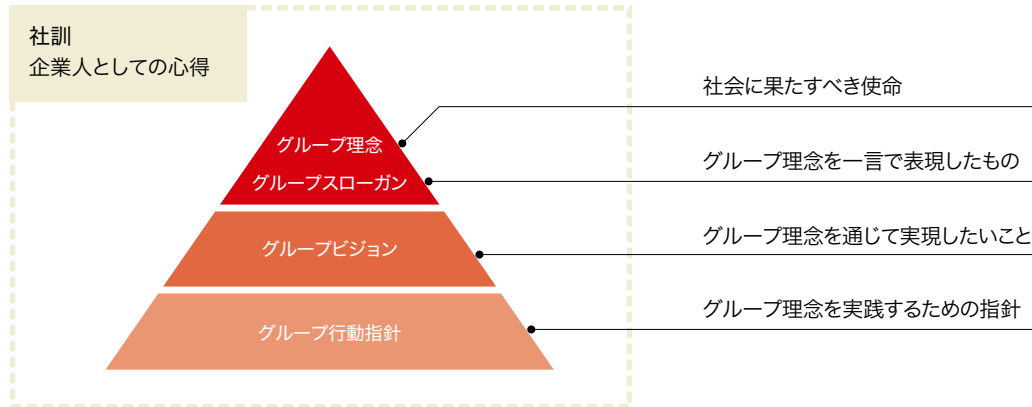 社訓
企業人としての心得
グループ理念
グループスローガン
グループビジョン
グループ行動指針
社会に果たすべき使命
グループ理念を一言で表現したもの
グループ理念を通じて実現したいこと
グループ理念を実践するための指針